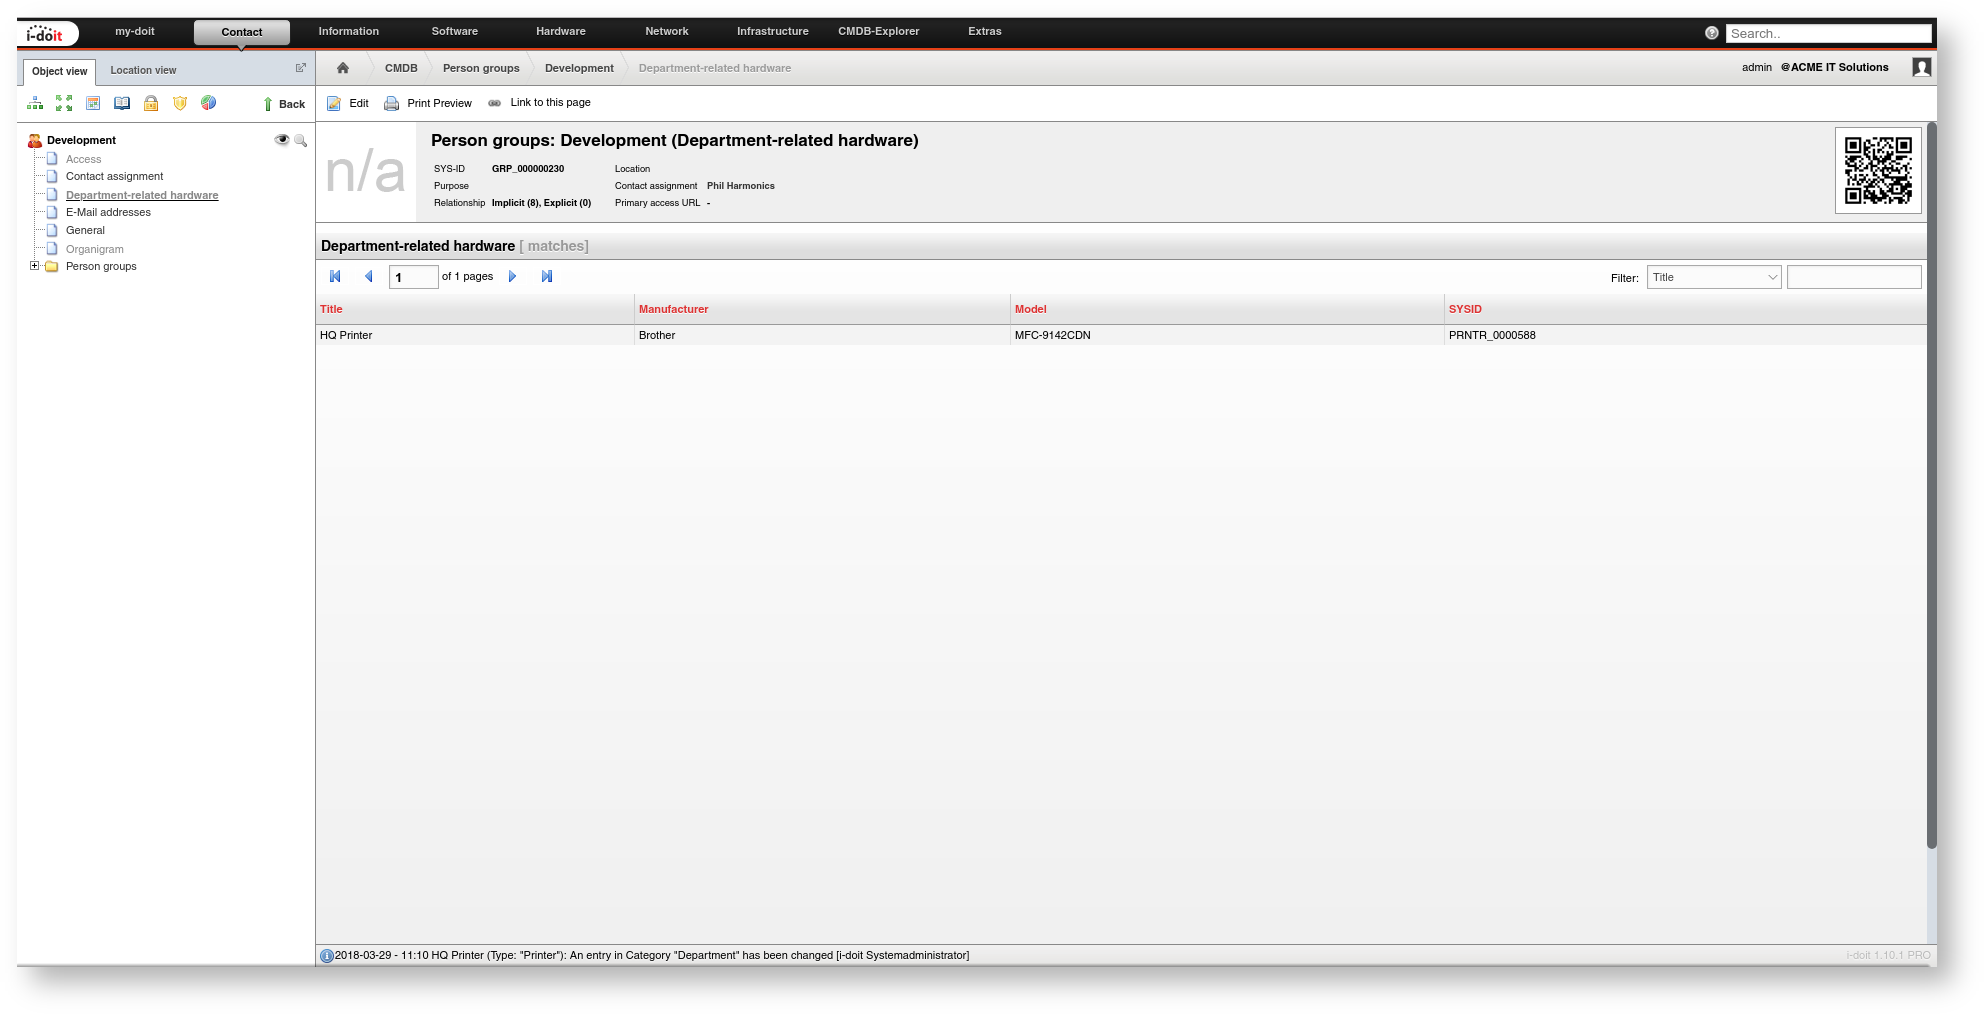 i-doit my-doit Contact Information Software Hardware Network Infrastructure CMDB-Explorer Extras ? Search..
Object view Location view
CMDB Person groups Development Department-related hardware admin @ACME IT Solutions
Back
Edit Print Preview Link to this page
Development
Access
Contact assignment
Department-related hardware
E-Mail addresses
General
Organigram
Person groups
n/a
Person groups: Development (Department-related hardware)
SYS-ID GRP_000000230 Location
Purpose Contact assignment Phil Harmonics
Relationship Implicit (8), Explicit (0) Primary access URL -
Department-related hardware [ matches]
1 of 1 pages Filter: Title
Title Manufacturer Model SYSID
HQ Printer Brother MFC-9142CDN PRNTR_0000588
2018-03-29 - 11:10 HQ Printer (Type: "Printer"): An entry in Category "Department" has been changed [i-doit Systemadministrator] i-doit 1.10.1 PRO